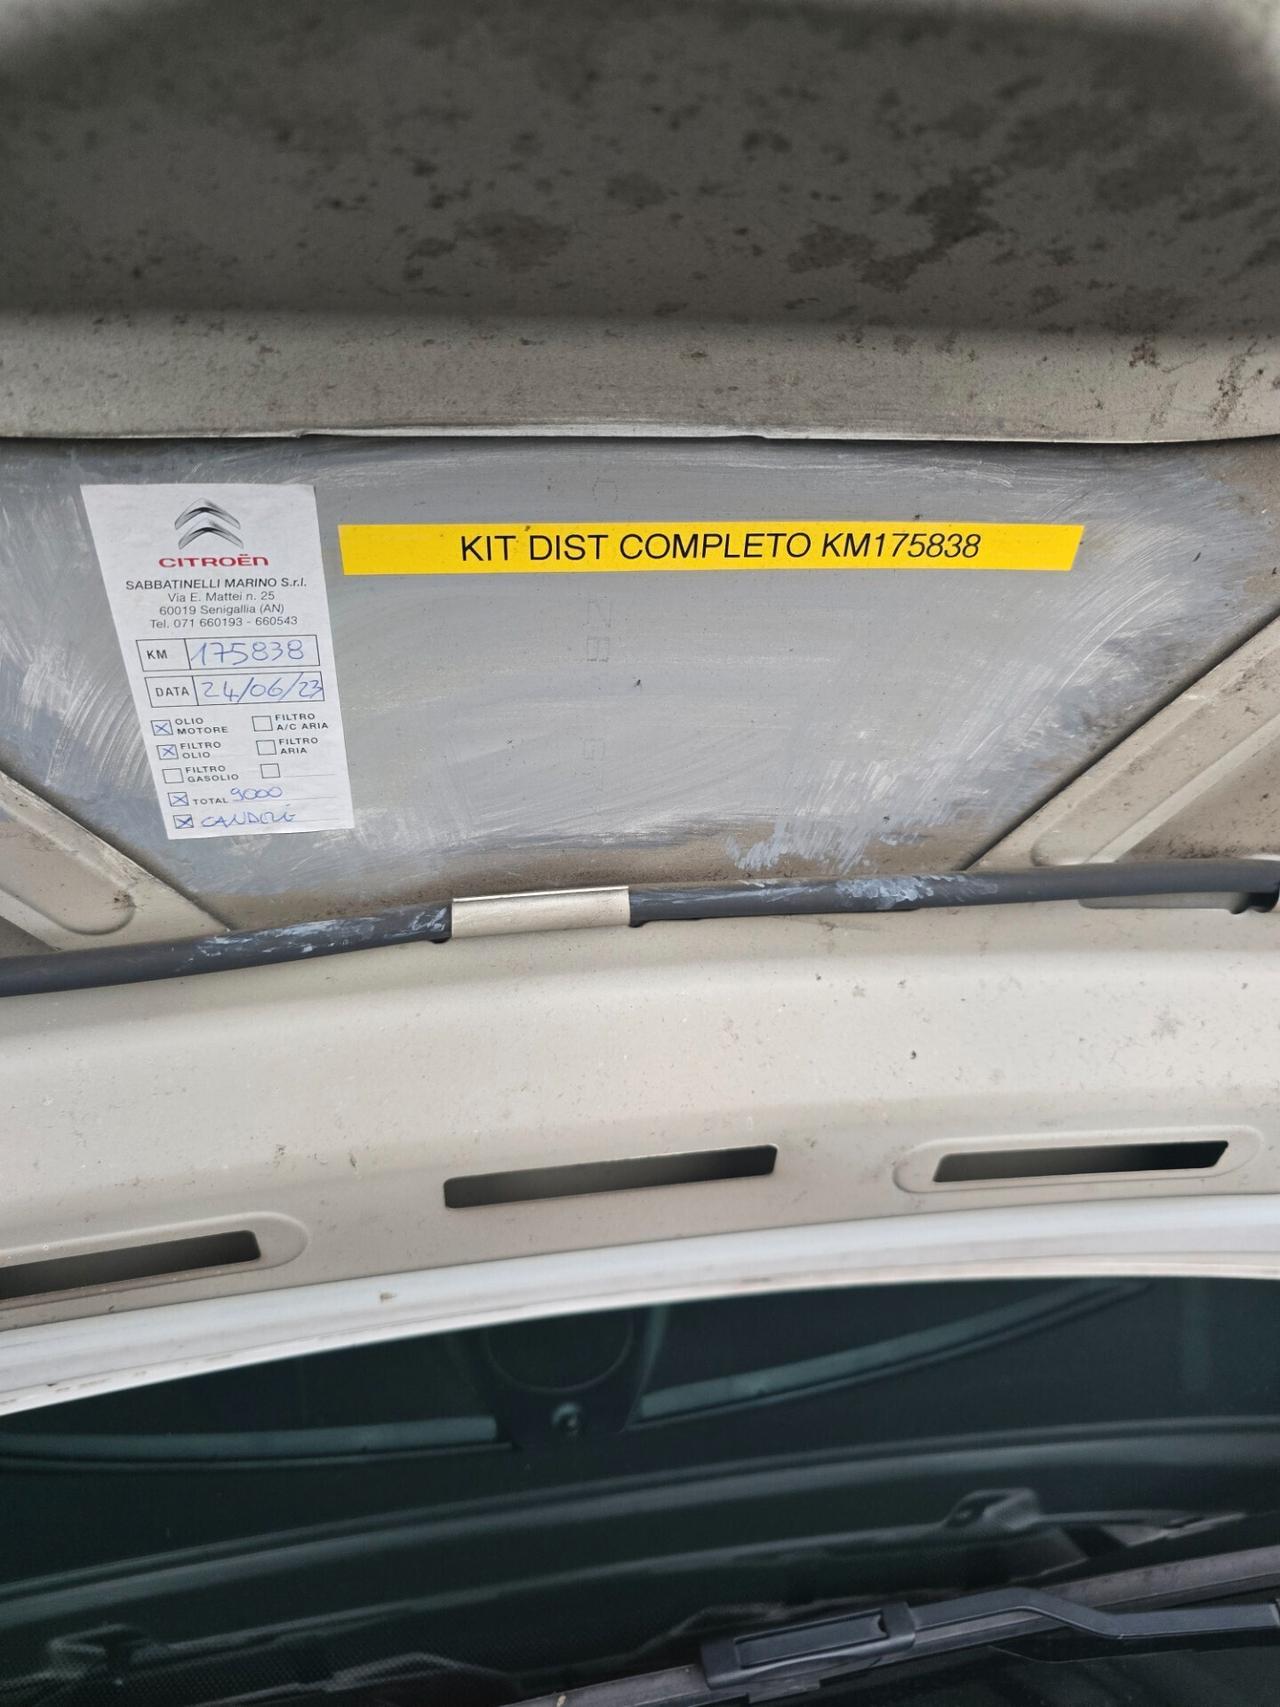 CITROËN
SABBATINELLI MARINO S.r.l.
Via E. Mattei n. 25
60019 Senigallia (AN)
Tel. 071 660193 - 660543
KM 175838
DATA 24/06/23
OLIO MOTORE
FILTRO A/C ARIA
FILTRO OLIO
FILTRO ARIA
FILTRO GASOLIO
TOTAL 9000
CANDELE
KIT DIST COMPLETO KM175838